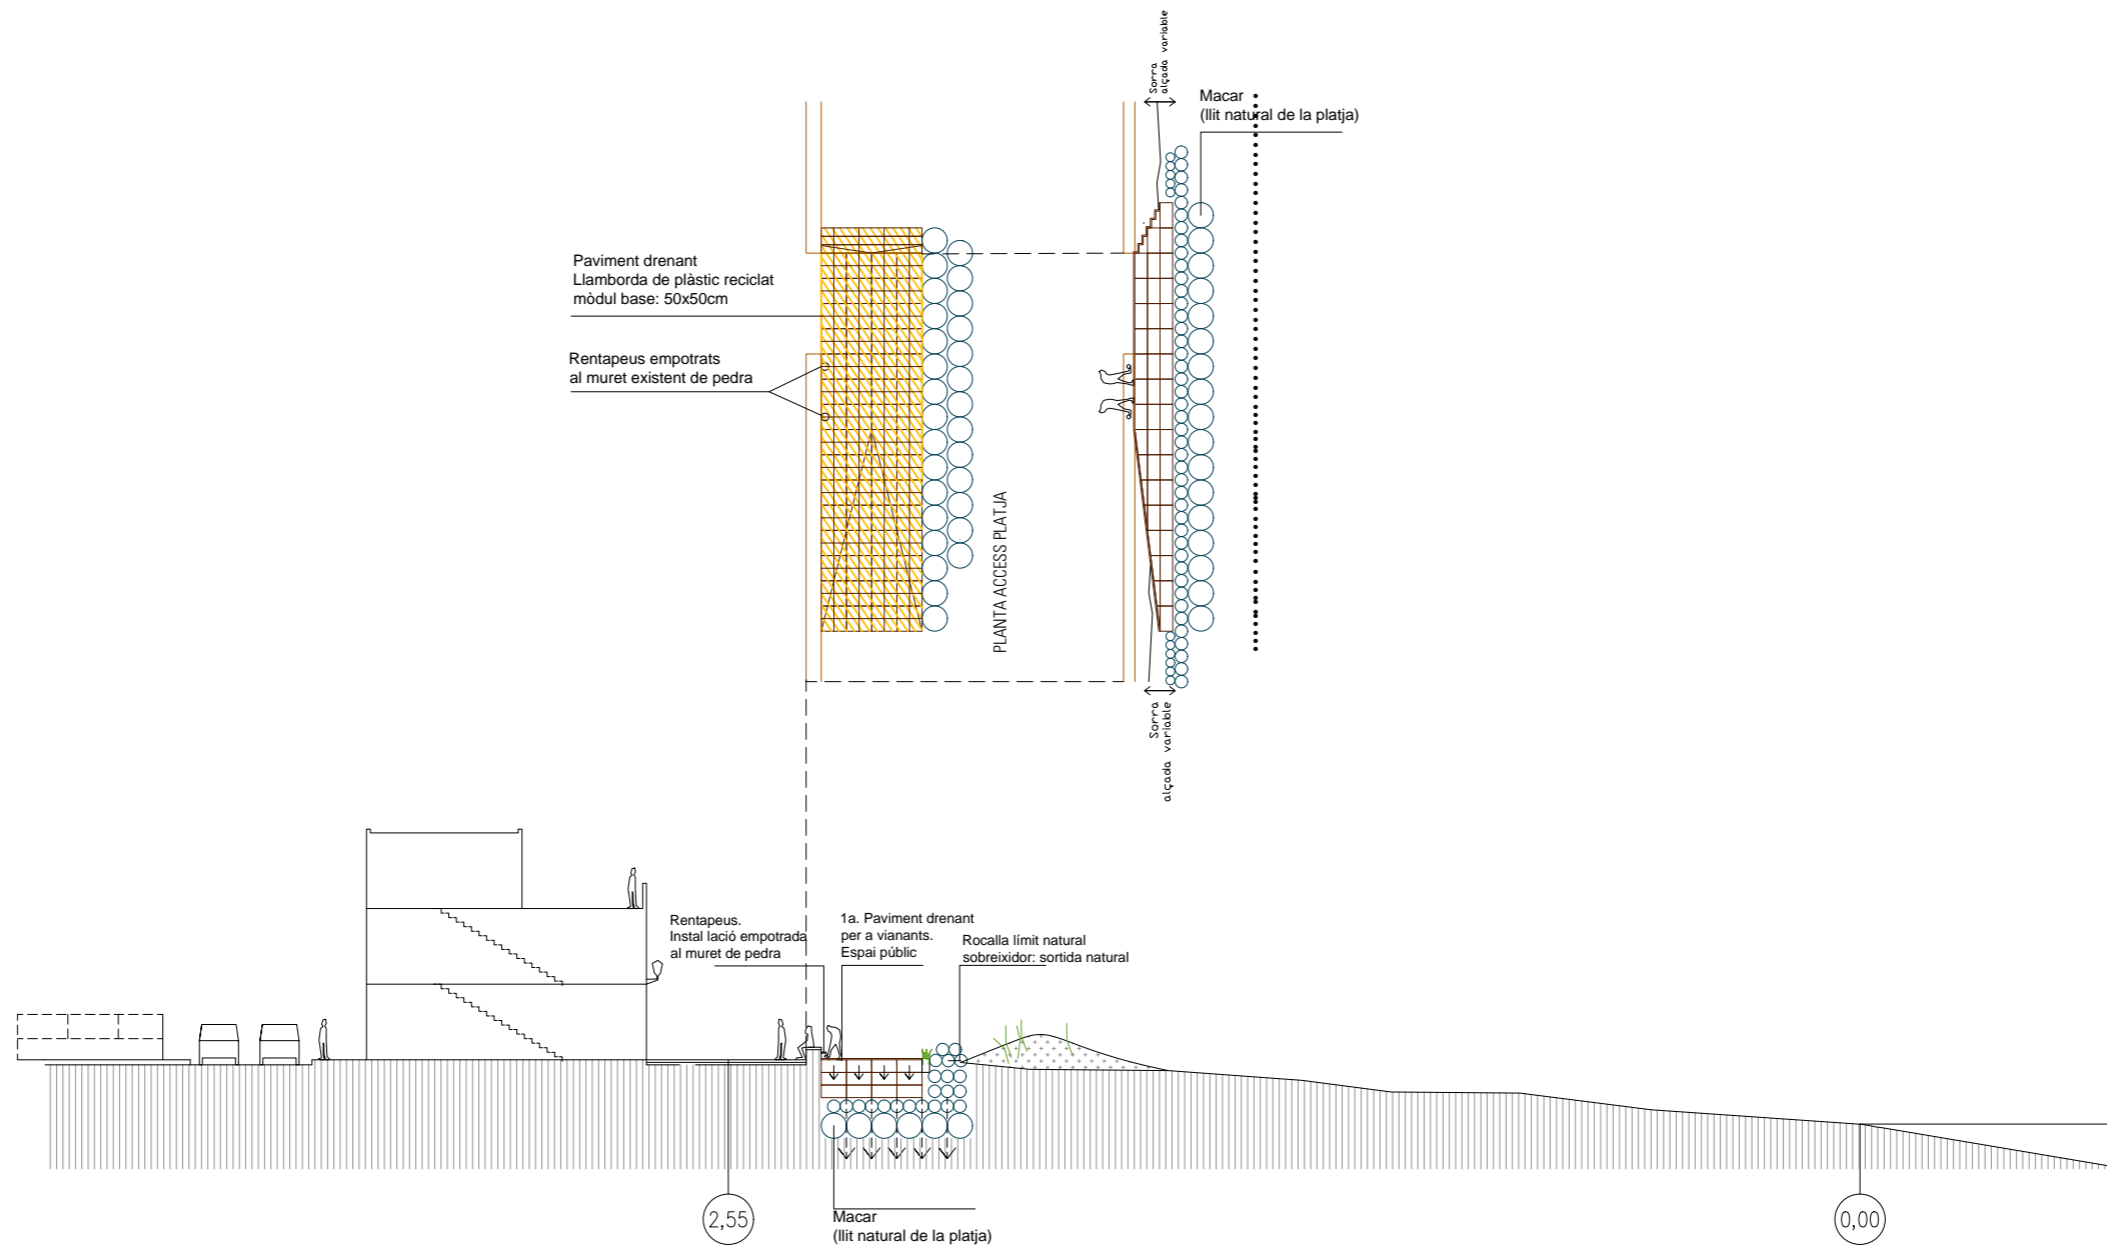 Sorra
alçada variable
Macar
(llit natural de la platja)
Paviment drenant
Llamborda de plàstic reciclat
mòdul base: 50x50cm
Rentapeus empotrats
al muret existent de pedra
PLANTA ACCESS PLATJA
Sorra
alçada variable
Rentapeus.
Instal lació empotrada
al muret de pedra
1a. Paviment drenant
per a vianants.
Espai públic
Rocalla límit natural
sobreixidor: sortida natural
2,55
Macar
(llit natural de la platja)
0,00